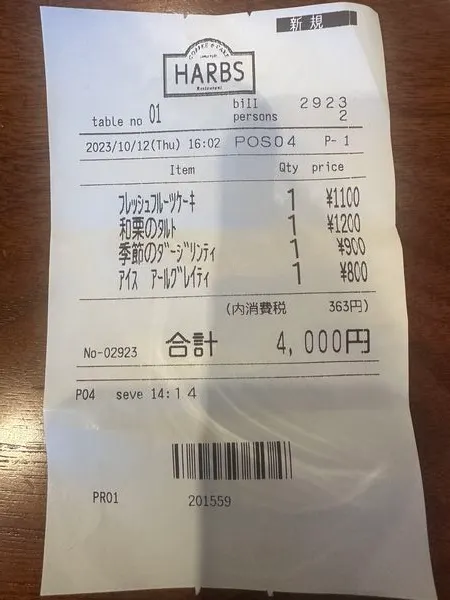 新規
COFFEE & CAKE
HARBS
Restaurant
table no 01 bill 2923
persons 2
2023/10/12(Thu) 16:02 POS04 P- 1
Item Qty price
ﾌﾚｯｼｭﾌﾙｰﾂｹｰｷ 1 ¥1100
和栗のﾀﾙﾄ 1 ¥1200
季節のﾀﾞｰｼﾞﾘﾝﾃｨ 1 ¥900
ｱｲｽ ｱｰﾙｸﾞﾚｲﾃｨ 1 ¥800
(内消費税 363円)
No-02923 合計 4,000円
P04 seve 14:14
PR01 201559